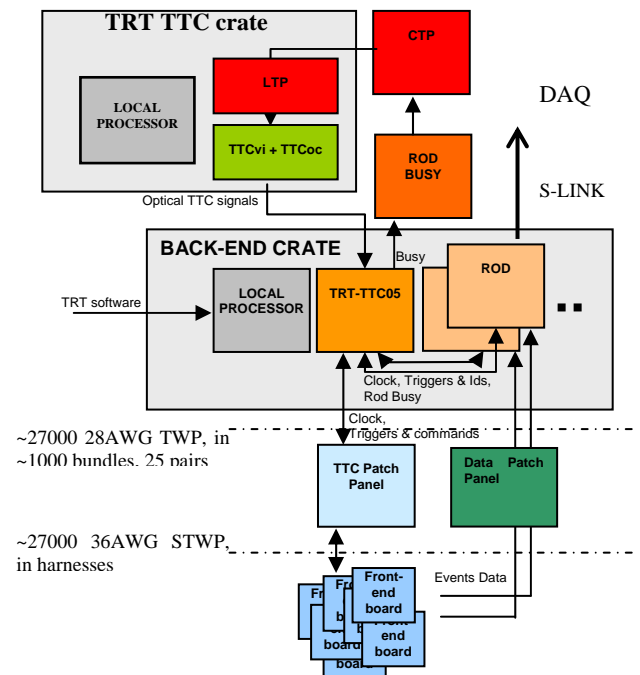 TRT TTC crate
CTP
LTP
LOCAL
PROCESSOR
DAQ
TTCvi + TTCoc
ROD
BUSY
S-LINK
Optical TTC signals
BACK-END CRATE
Busy
ROD
LOCAL
PROCESSOR
TRT-TTC05
TRT software
Clock, Triggers & Ids,
Rod Busy
Clock,
Triggers & commands
~27000 28AWG TWP, in
~1000 bundles, 25 pairs
TTC Patch
Panel
Data Patch
Panel
~27000 36AWG STWP,
in harnesses
Events Data
Front-
end
board
Front-
end
board
board
board